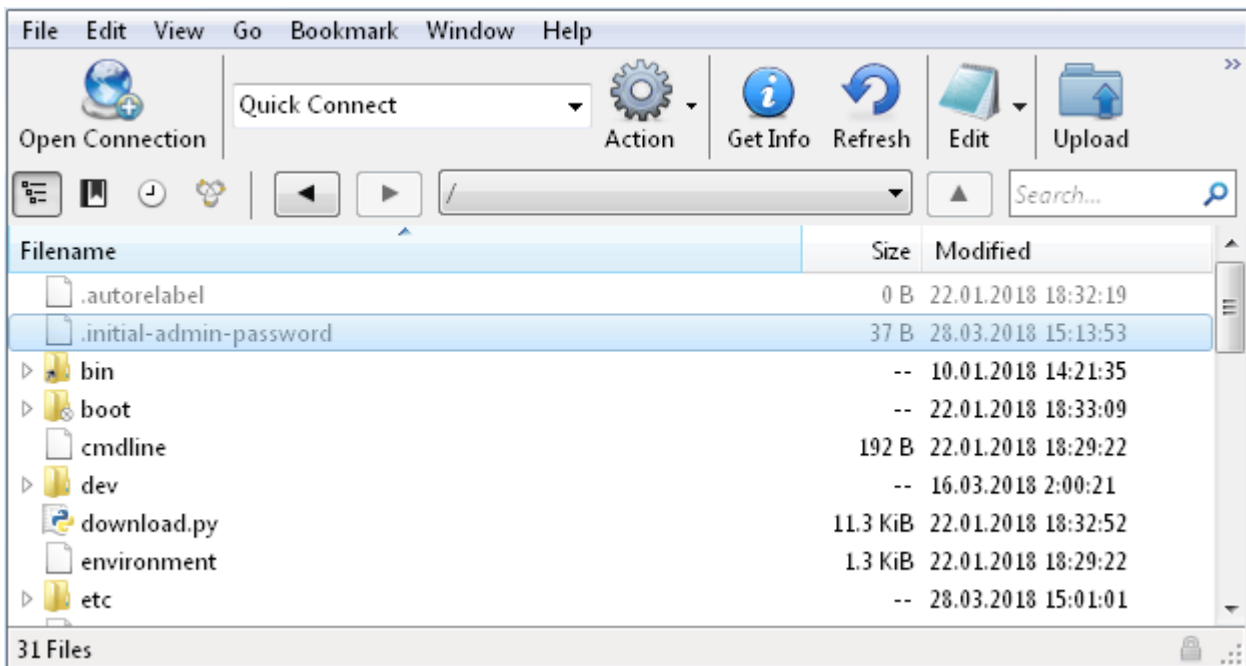 File Edit View Go Bookmark Window Help
Quick Connect
Open Connection Action Get Info Refresh Edit Upload
/ Search...
Filename Size Modified
.autorelabel 0 B 22.01.2018 18:32:19
.initial-admin-password 37 B 28.03.2018 15:13:53
bin -- 10.01.2018 14:21:35
boot -- 22.01.2018 18:33:09
cmdline 192 B 22.01.2018 18:29:22
dev -- 16.03.2018 2:00:21
download.py 11.3 KiB 22.01.2018 18:32:52
environment 1.3 KiB 22.01.2018 18:29:22
etc -- 28.03.2018 15:01:01
31 Files